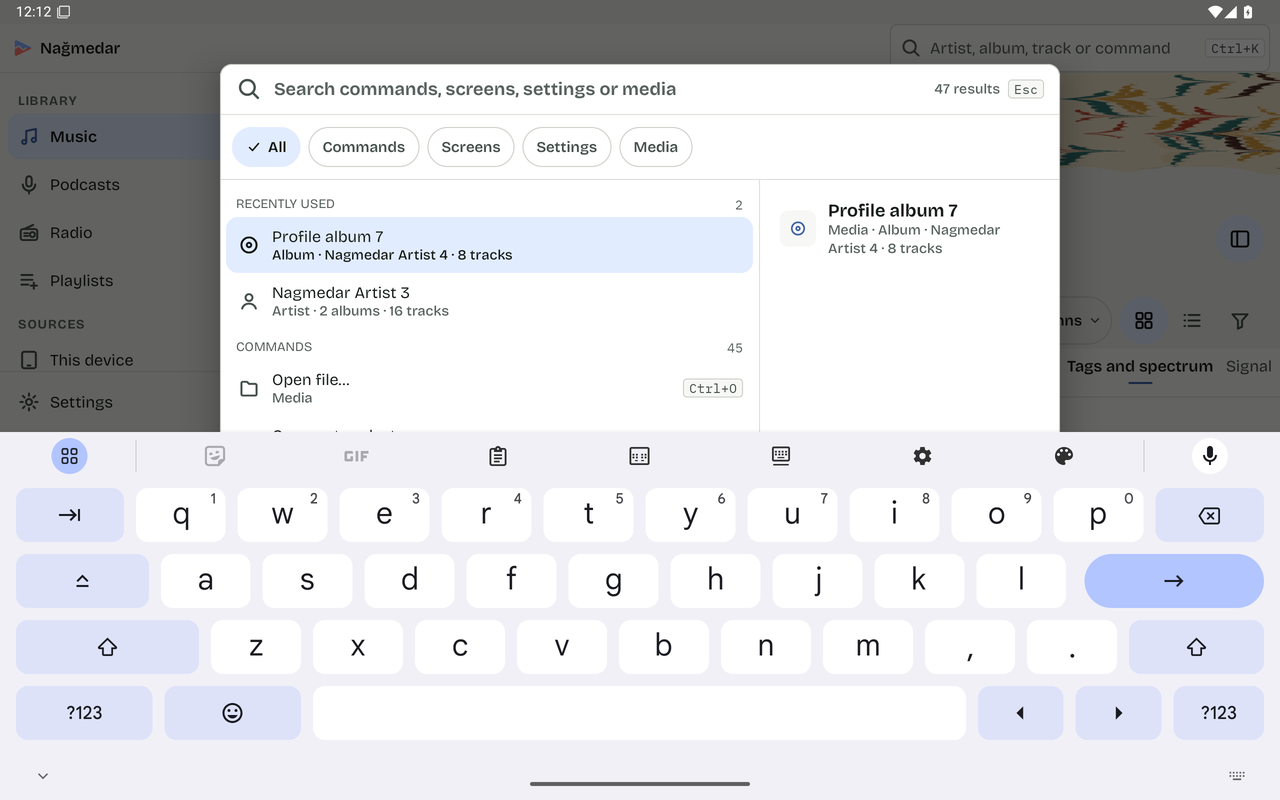 12:12
Nağmedar
Artist, album, track or command
Ctrl+K
LIBRARY
Music
Podcasts
Radio
Playlists
SOURCES
This device
Settings
Search commands, screens, settings or media
47 results
Esc
All
Commands
Screens
Settings
Media
RECENTLY USED
2
Profile album 7
Album · Nagmedar Artist 4 · 8 tracks
Nagmedar Artist 3
Artist · 2 albums · 16 tracks
COMMANDS
45
Open file...
Media
Ctrl+O
Profile album 7
Media · Album · Nagmedar
Artist 4 · 8 tracks
Tags and spectrum
Signal
GIF
q 1 w 2 e 3 r 4 t 5 y 6 u 7 i 8 o 9 p 0
a s d f g h j k l
z x c v b n m , .
?123
?123